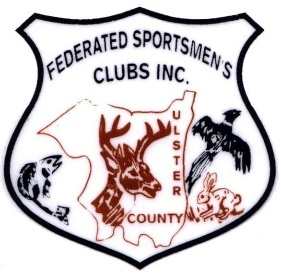 FEDERATED SPORTSMEN'S
CLUBS INC.
ULSTER
COUNTY